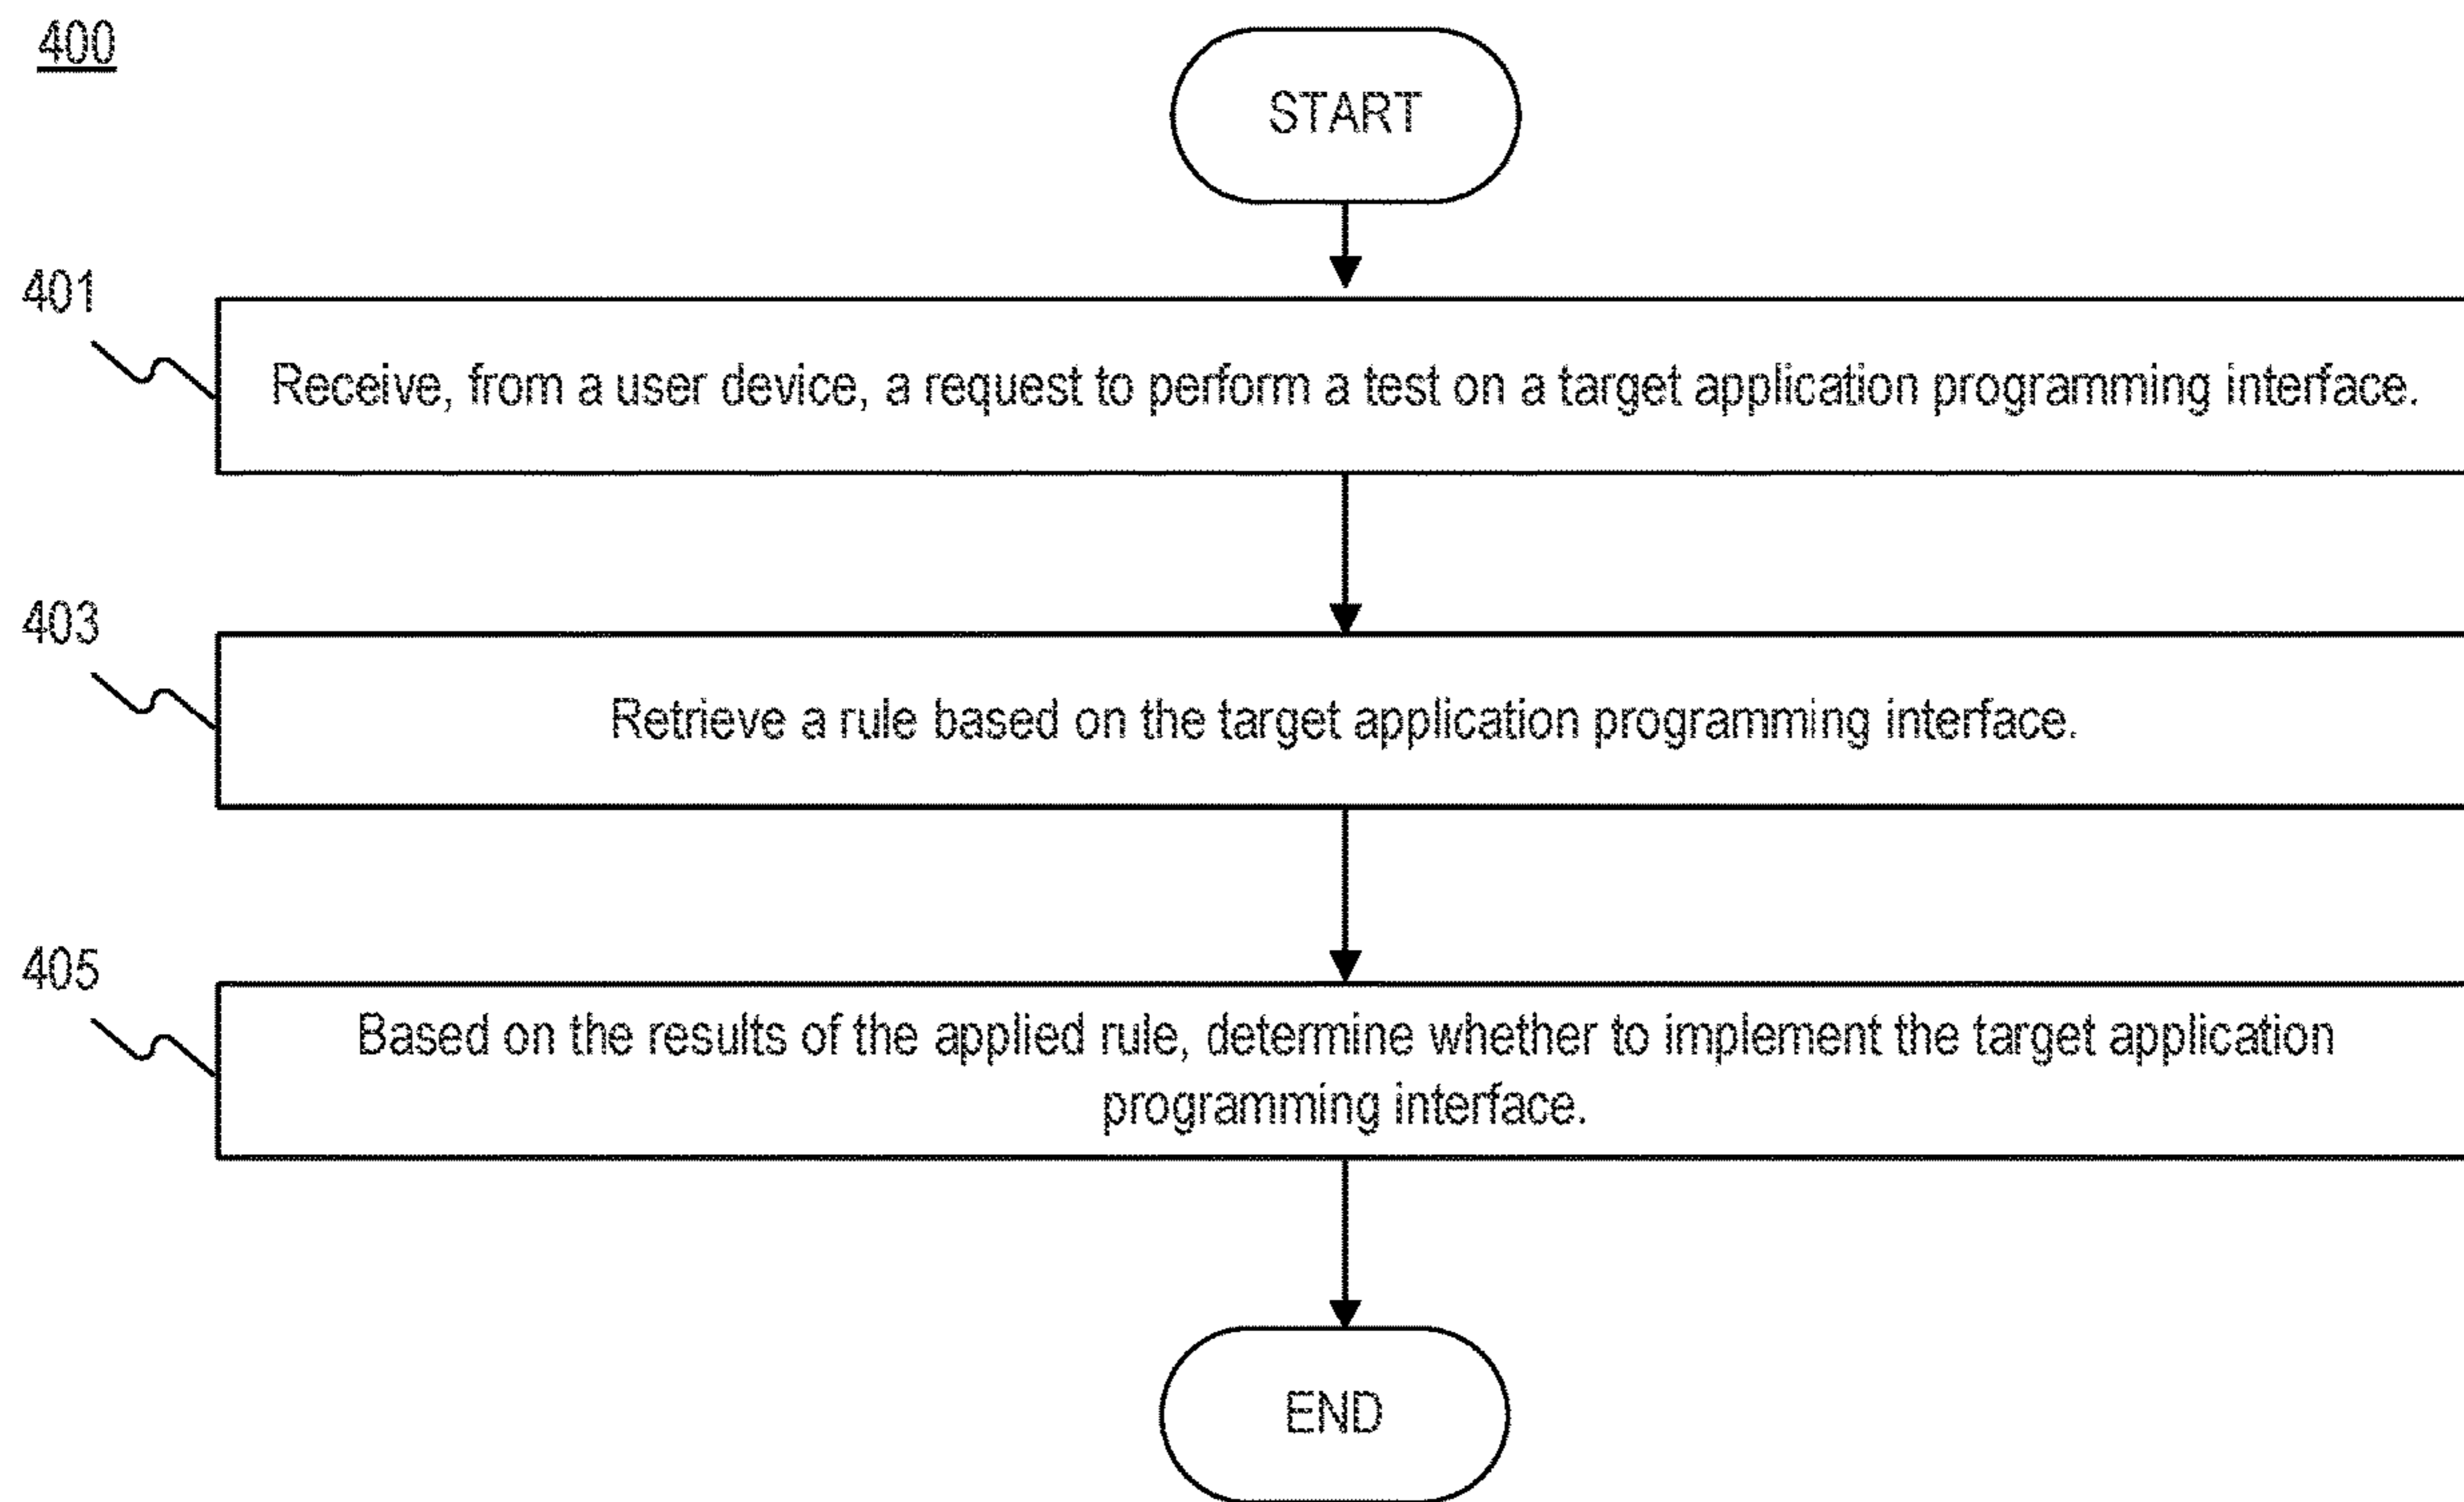 400
START
401
Receive, from a user device, a request to perform a test on a target application programming interface.
403
Retrieve a rule based on the target application programming interface.
405
Based on the results of the applied rule, determine whether to implement the target application
programming interface.
END